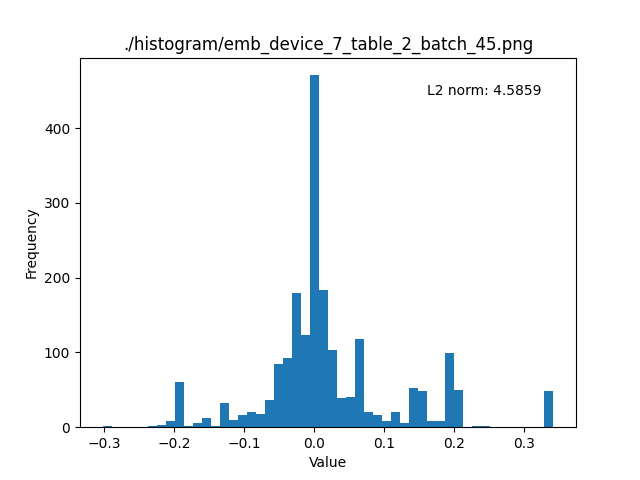 ./histogram/emb_device_7_table_2_batch_45.png
L2 norm: 4.5859
Frequency
400
300
200
100
0
−0.3 −0.2 −0.1 0.0 0.1 0.2 0.3
Value